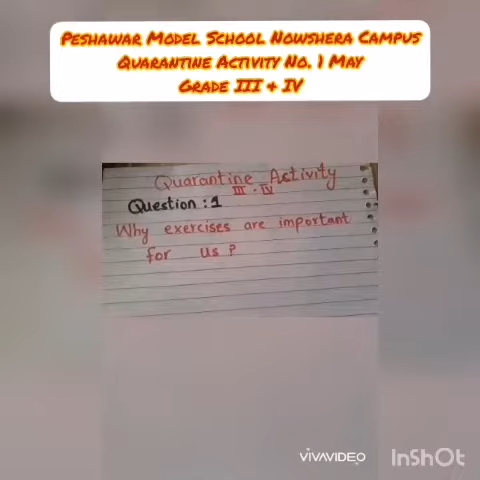 Peshawar Model School Nowshera Campus
Quarantine Activity No. 1 May
Grade III & IV
Quarantine Activity
III . IV
Question : 1
Why exercises are important
for us ?
VIVAVIDEO
InShOt